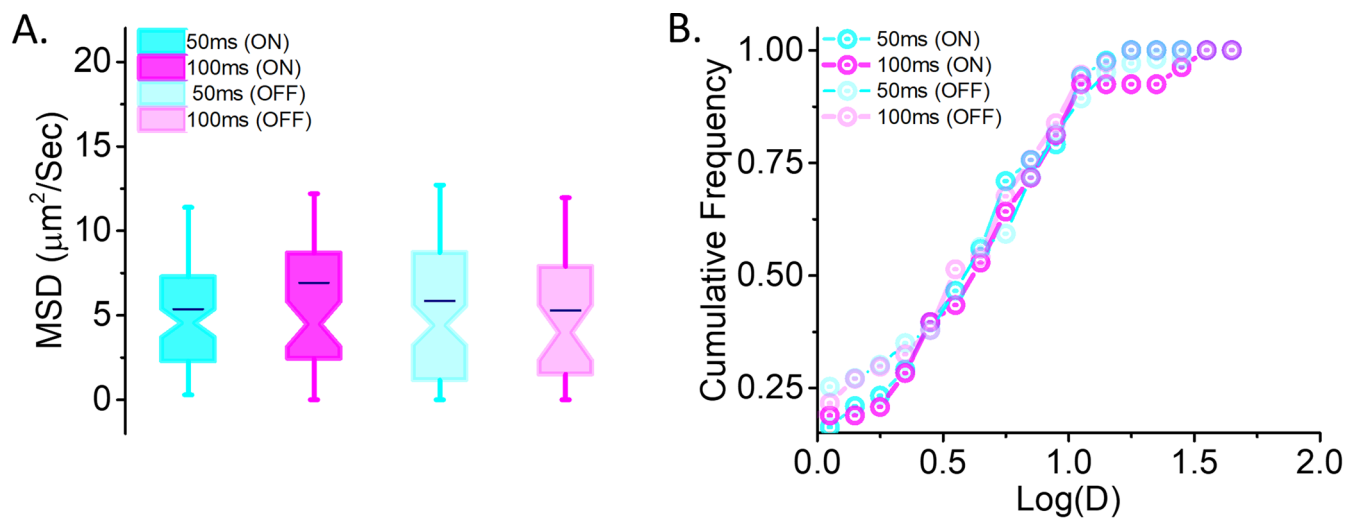 A.
50ms (ON)
100ms (ON)
50ms (OFF)
100ms (OFF)
MSD (μm²/Sec)
20
15
10
5
0
B.
50ms (ON)
100ms (ON)
50ms (OFF)
100ms (OFF)
Cumulative Frequency
1.00
0.75
0.50
0.25
0.0
0.5
1.0
1.5
2.0
Log(D)